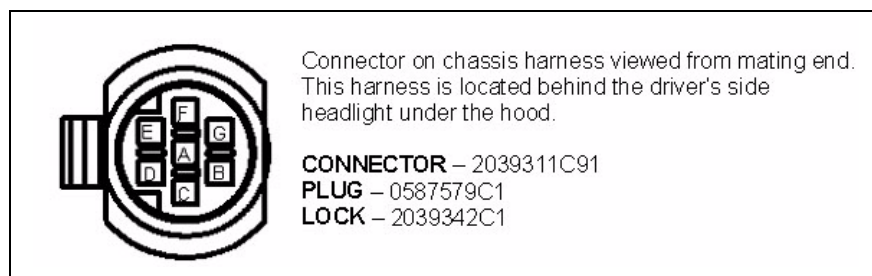 Connector on chassis harness viewed from mating end.
This harness is located behind the driver's side
headlight under the hood.
CONNECTOR – 2039311C91
PLUG – 0587579C1
LOCK – 2039342C1
F
E G
A
D B
C